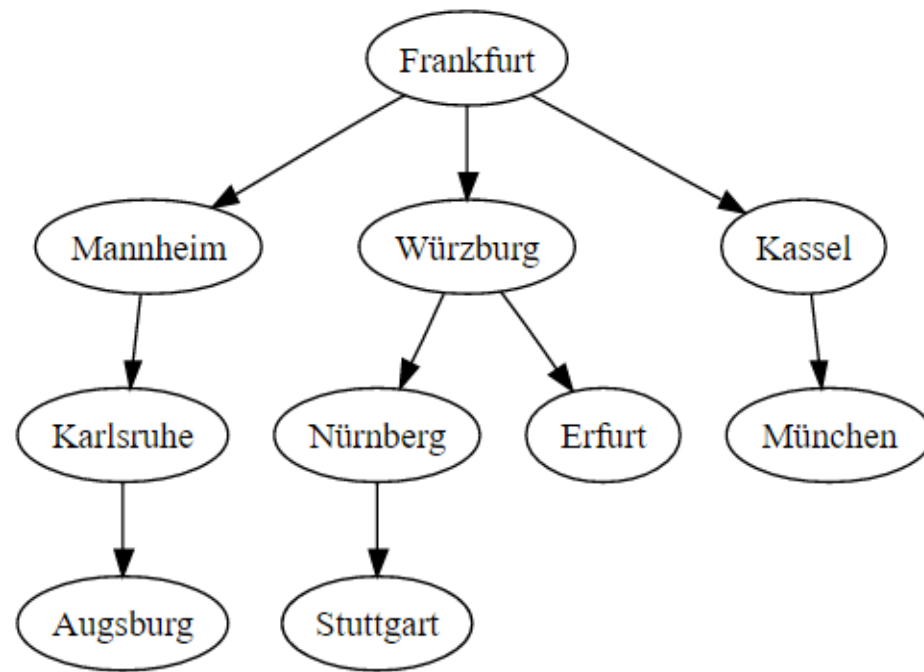 Frankfurt
Mannheim
Würzburg
Kassel
Karlsruhe
Nürnberg
Erfurt
München
Augsburg
Stuttgart